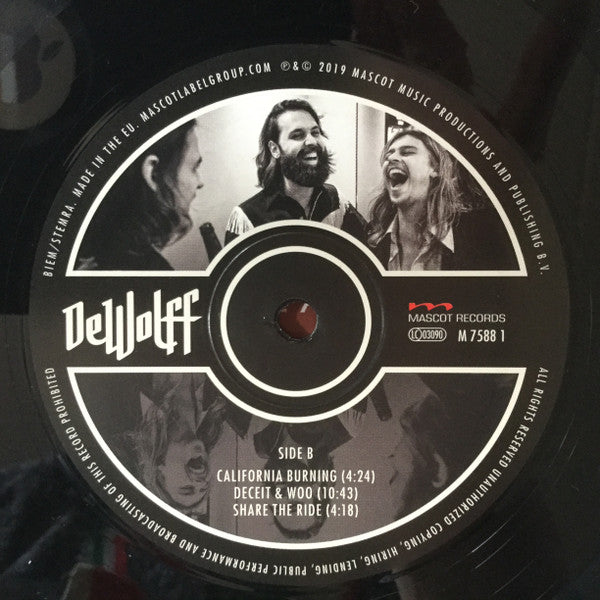 BIEM/STEMRA. MADE IN THE EU. MASCOTLABELGROUP.COM ℗ & © 2019 MASCOT MUSIC PRODUCTIONS AND PUBLISHING B.V.
DeWolff
MASCOT RECORDS
LC 03090 M 7588 1
SIDE B
CALIFORNIA BURNING (4:24)
DECEIT & WOO (10:43)
SHARE THE RIDE (4:18)
ALL RIGHTS RESERVED UNAUTHORIZED COPYING, HIRING, LENDING, PUBLIC PERFORMANCE AND BROADCASTING OF THIS RECORD PROHIBITED